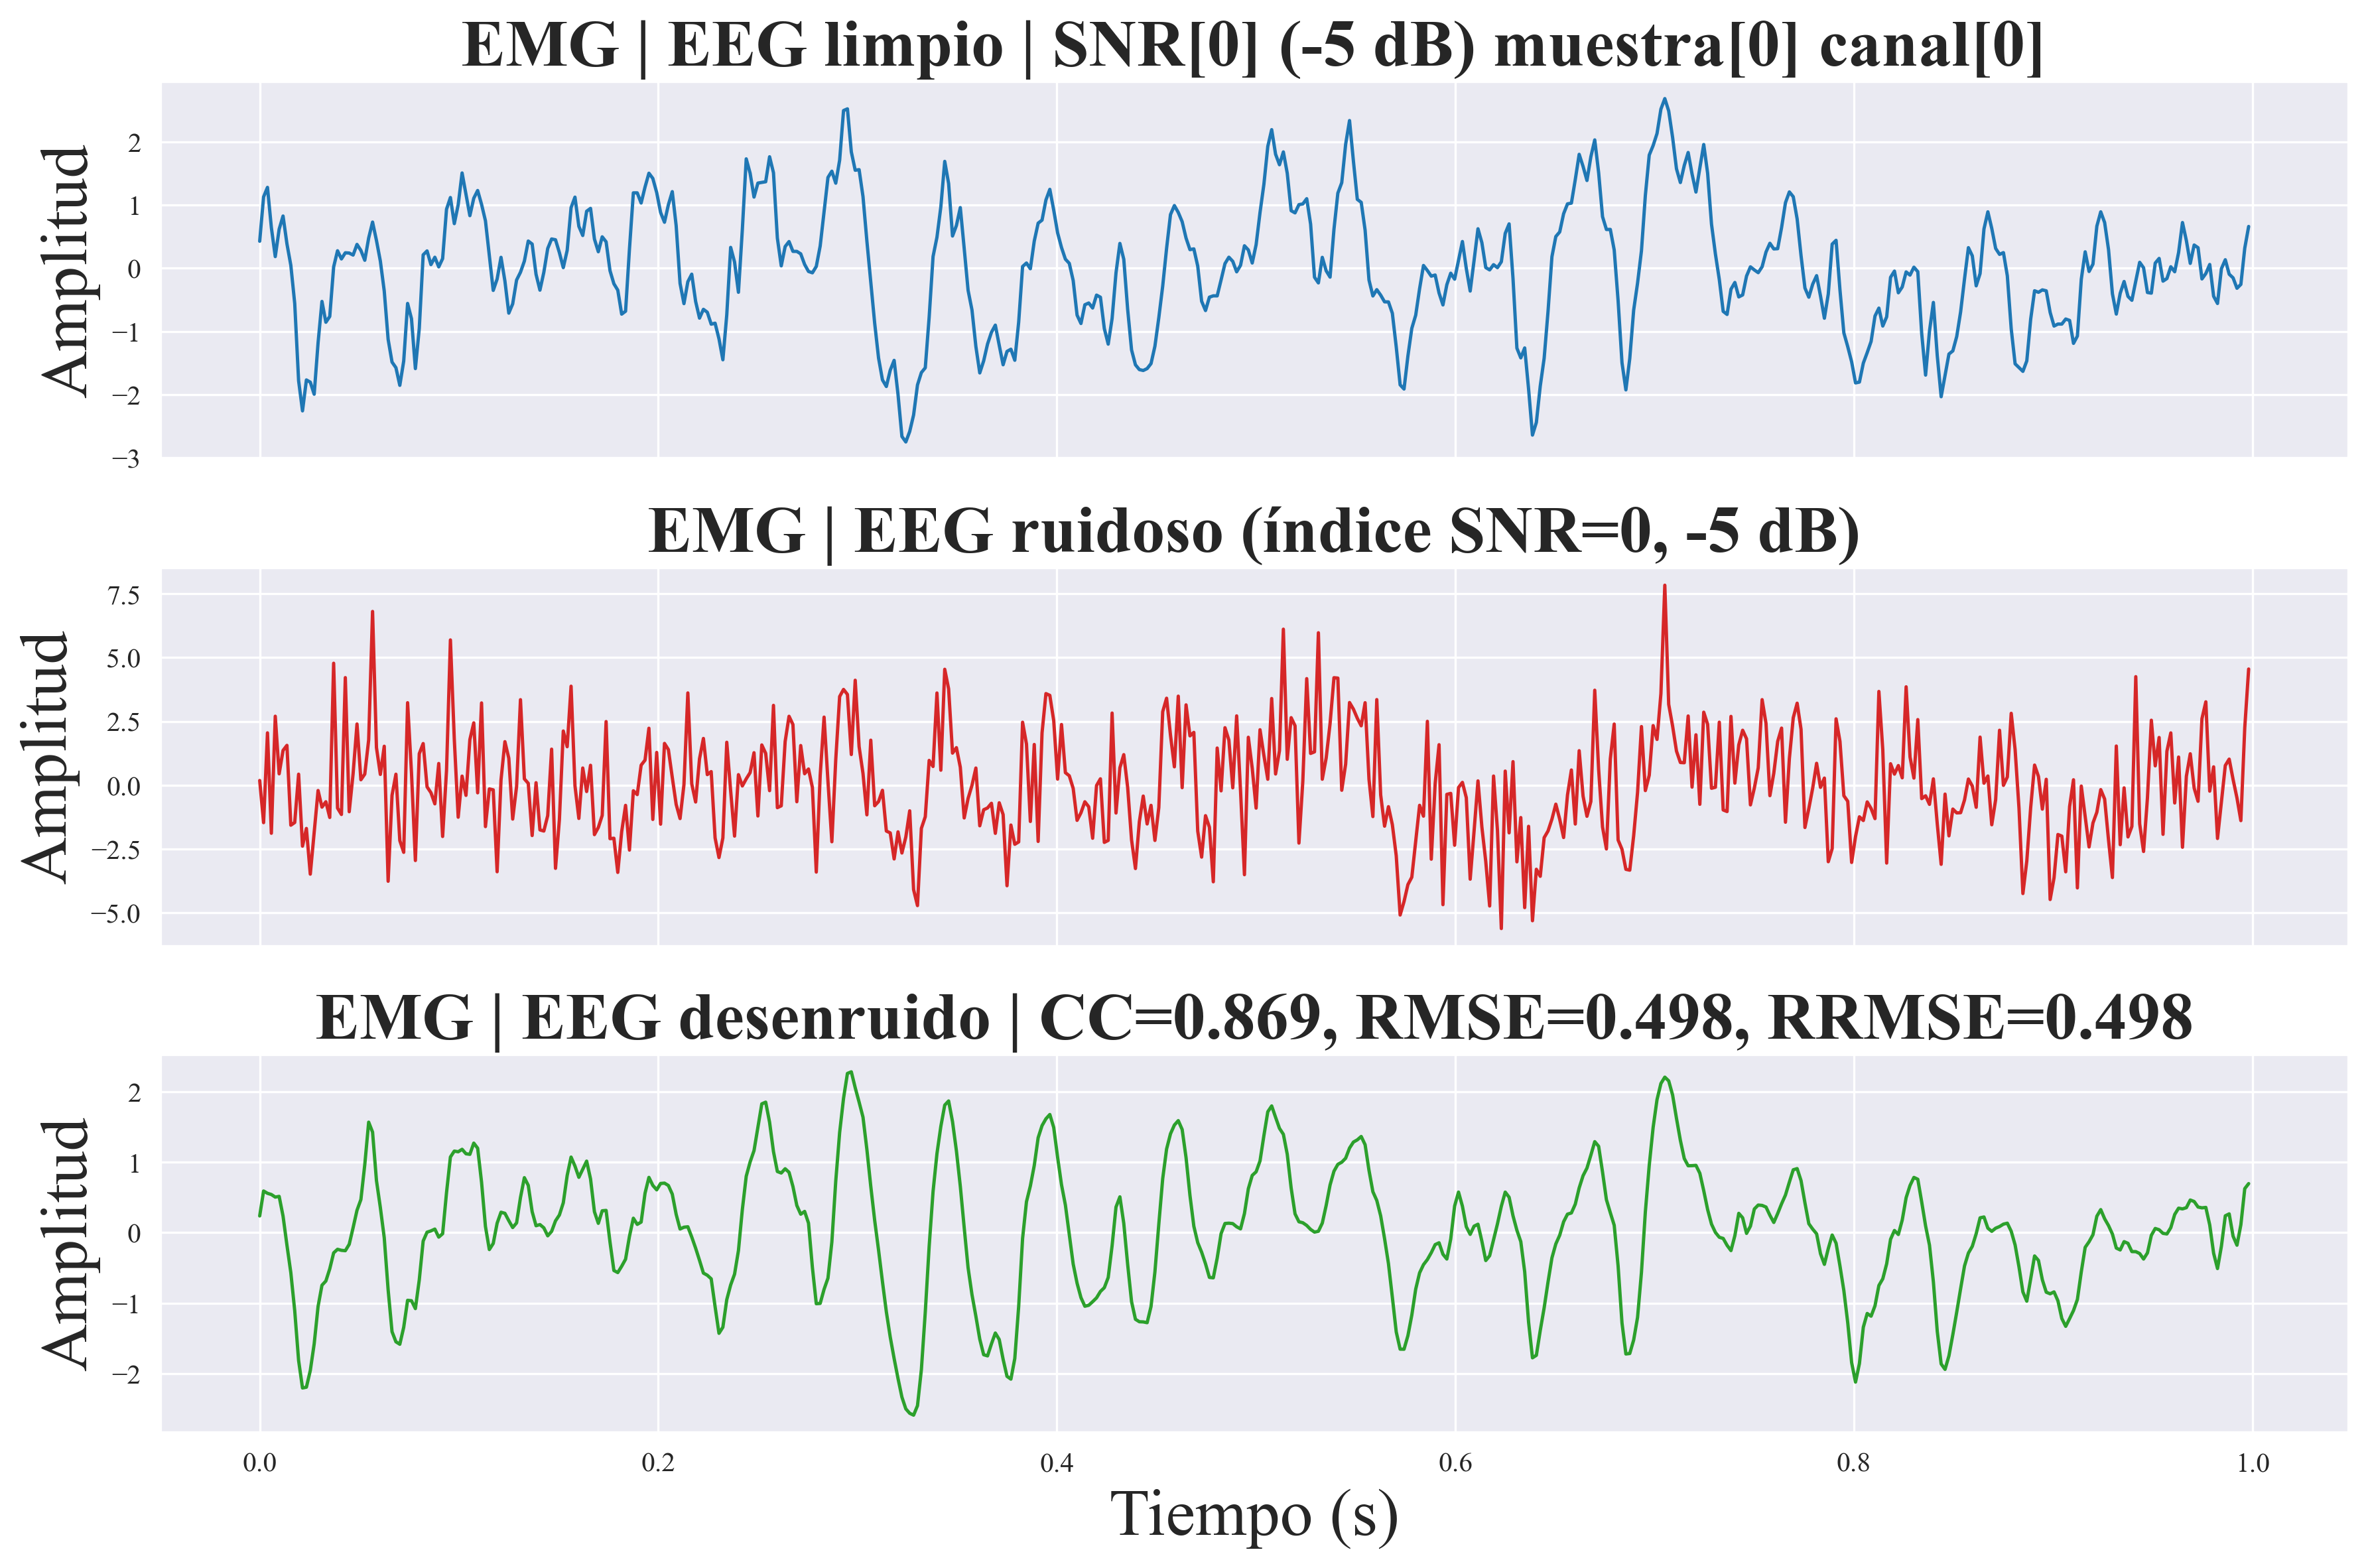 EMG | EEG limpio | SNR[0] (-5 dB) muestra[0] canal[0]
Amplitud
2
1
0
−1
−2
−3
EMG | EEG ruidoso (índice SNR=0, -5 dB)
Amplitud
7.5
5.0
2.5
0.0
−2.5
−5.0
EMG | EEG desenruido | CC=0.869, RMSE=0.498, RRMSE=0.498
Amplitud
2
1
0
−1
−2
0.0 0.2 0.4 0.6 0.8 1.0
Tiempo (s)